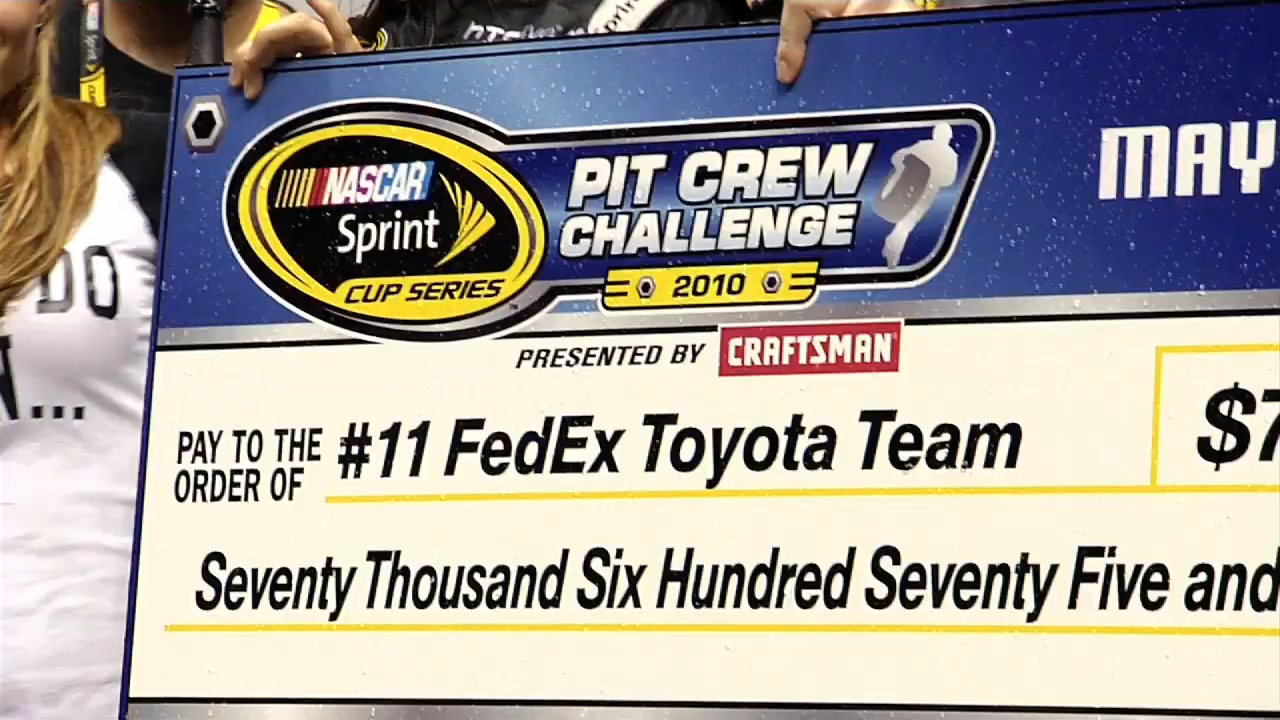 MAY
NASCAR
Sprint
CUP SERIES
PIT CREW
CHALLENGE
2010
PRESENTED BY CRAFTSMAN
PAY TO THE
ORDER OF
#11 FedEx Toyota Team
$7
Seventy Thousand Six Hundred Seventy Five and
DO
...